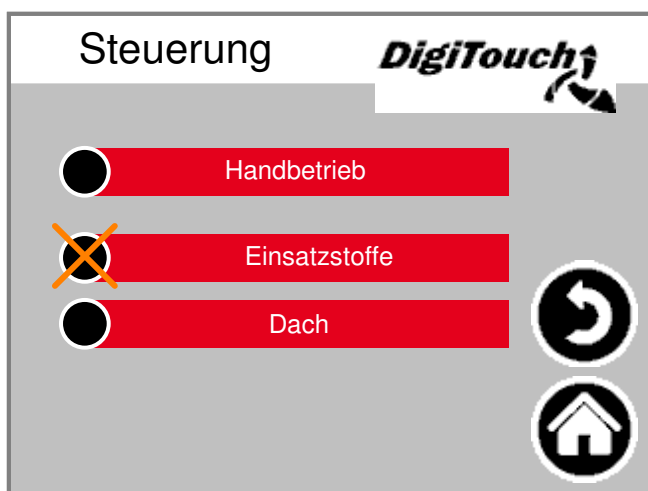 Steuerung
DigiTouch
Handbetrieb
Einsatzstoffe
Dach